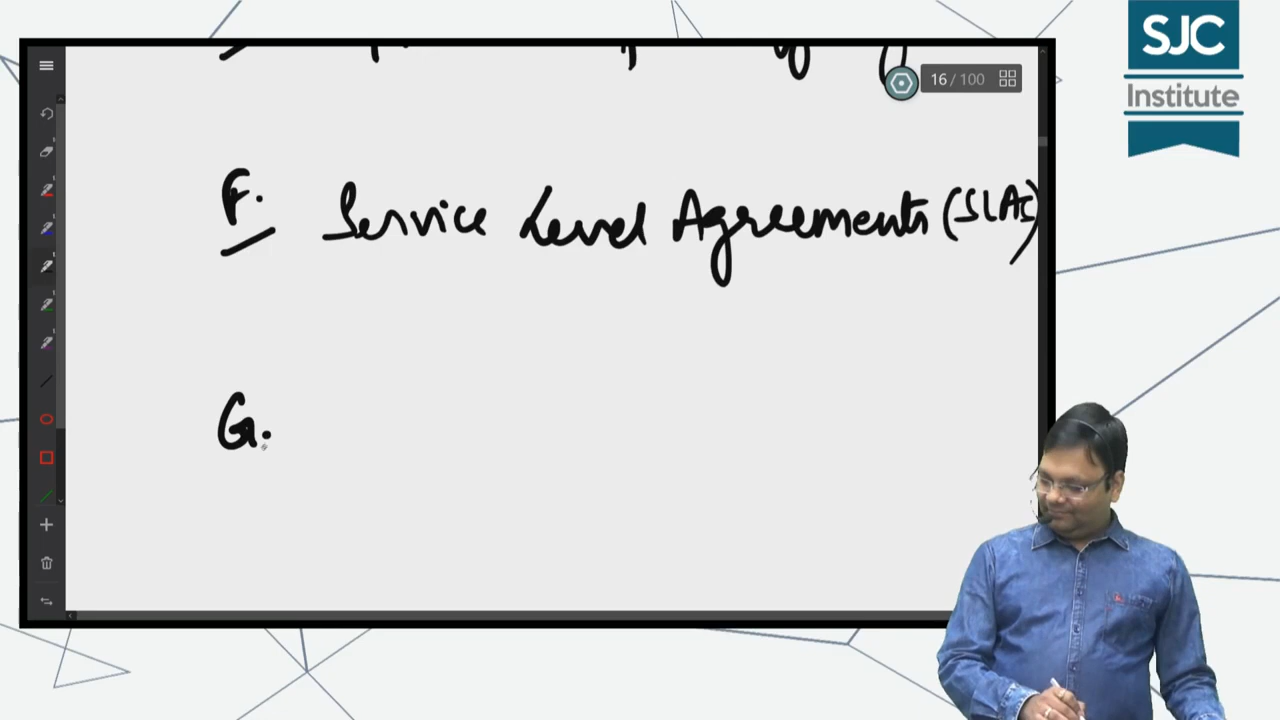 SJC
Institute
16 / 100
F. Service Level Agreements (SLAs)
G.